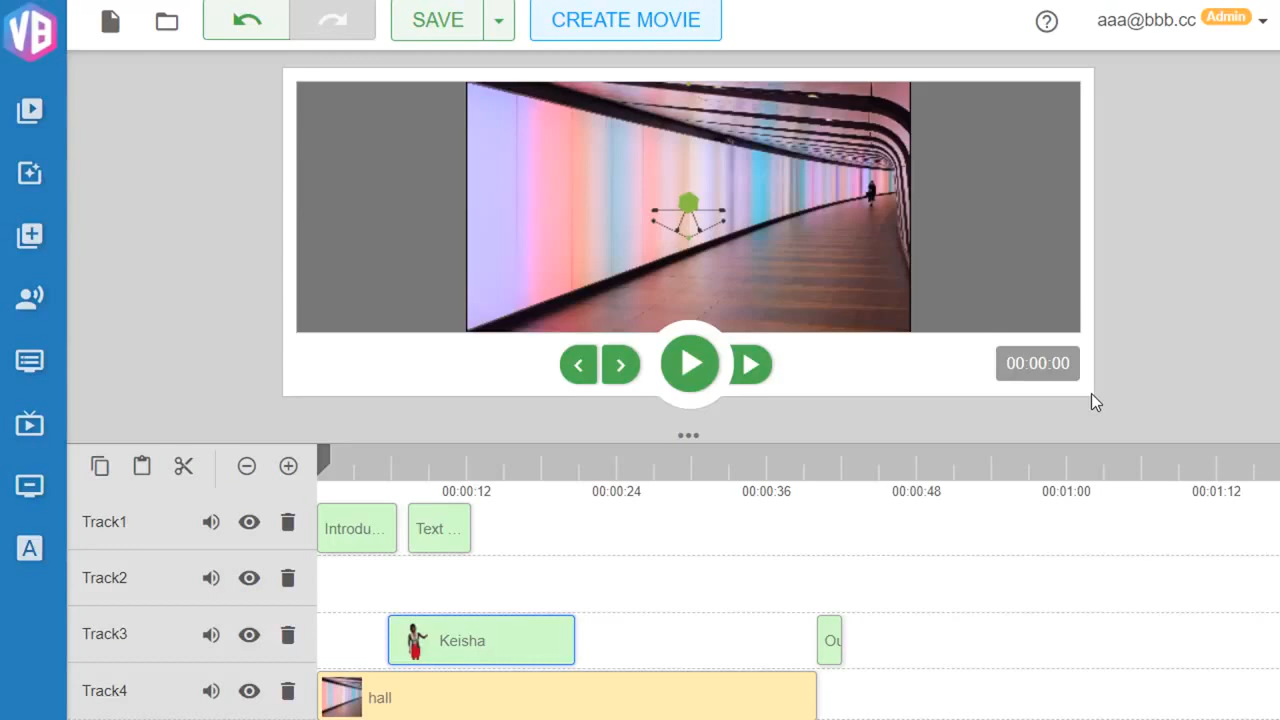 VB
SAVE
CREATE MOVIE
aaa@bbb.cc Admin
00:00:00
00:00:12
00:00:24
00:00:36
00:00:48
00:01:00
00:01:12
Track1
Introdu...
Text ...
Track2
Track3
Keisha
Ou
Track4
hall
A